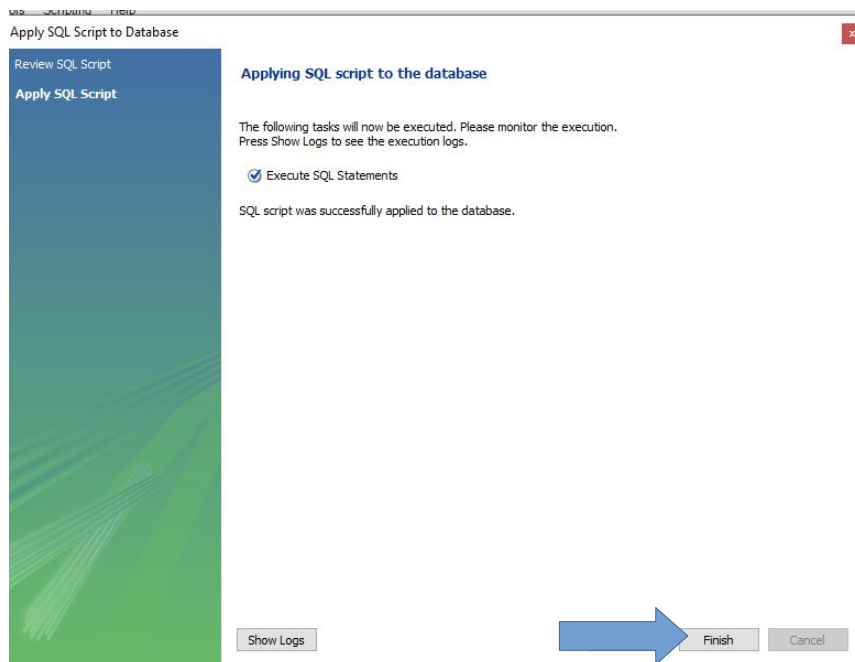 Scripting Help
Apply SQL Script to Database
x
Review SQL Script
Apply SQL Script
Applying SQL script to the database
The following tasks will now be executed. Please monitor the execution.
Press Show Logs to see the execution logs.
Execute SQL Statements
SQL script was successfully applied to the database.
Show Logs
Finish
Cancel